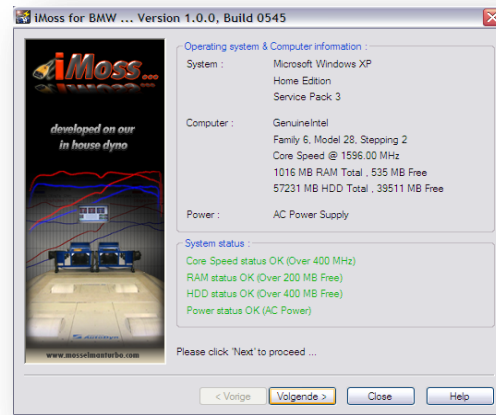 iMoss for BMW ... Version 1.0.0, Build 0545
iMoss...
developed on our
in house dyno
www.mosselmanturbo.com
Operating system & Computer information :
System : Microsoft Windows XP
Home Edition
Service Pack 3
Computer : GenuineIntel
Family 6, Model 28, Stepping 2
Core Speed @ 1596.00 MHz
1016 MB RAM Total , 535 MB Free
57231 MB HDD Total , 39511 MB Free
Power : AC Power Supply
System status :
Core Speed status OK (Over 400 MHz)
RAM status OK (Over 200 MB Free)
HDD status OK (Over 400 MB Free)
Power status OK (AC Power)
Please click 'Next' to proceed ...
< Vorige Volgende > Close Help